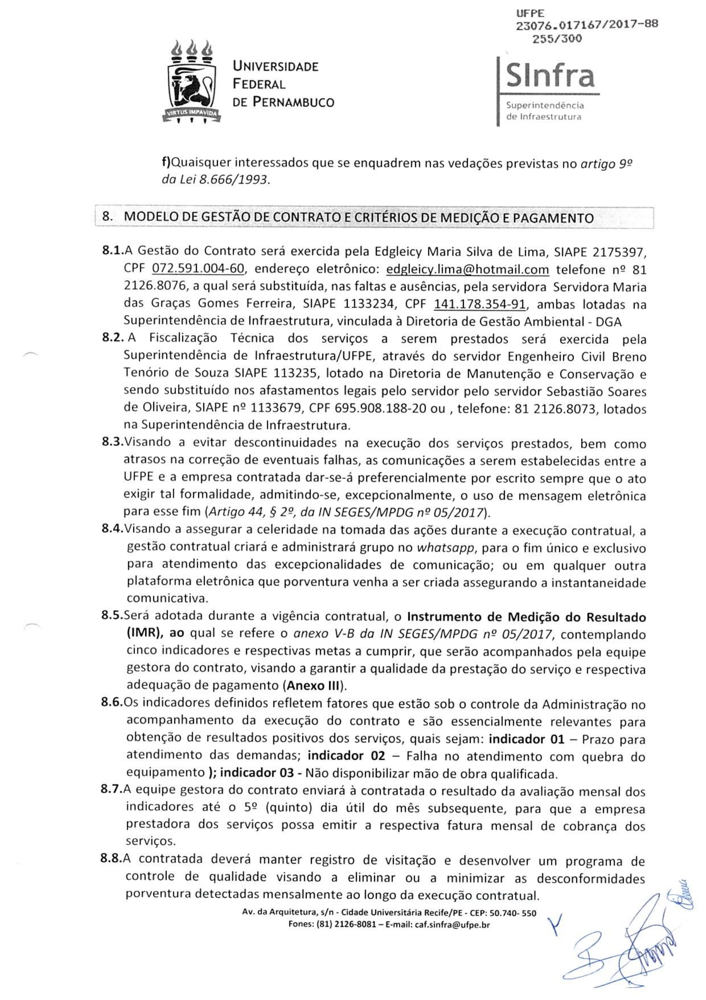 UFPE
23076.017167/2017-88
255/300
UNIVERSIDADE
FEDERAL
DE PERNAMBUCO
VIRTUS IMPAVIDA
SInfra
Superintendência
de Infraestrutura
f)Quaisquer interessados que se enquadrem nas vedações previstas no artigo 9º
da Lei 8.666/1993.
8. MODELO DE GESTÃO DE CONTRATO E CRITÉRIOS DE MEDIÇÃO E PAGAMENTO
8.1.A Gestão do Contrato será exercida pela Edgleicy Maria Silva de Lima, SIAPE 2175397,
CPF 072.591.004-60, endereço eletrônico: edgleicy.lima@hotmail.com telefone nº 81
2126.8076, a qual será substituída, nas faltas e ausências, pela servidora Servidora Maria
das Graças Gomes Ferreira, SIAPE 1133234, CPF 141.178.354-91, ambas lotadas na
Superintendência de Infraestrutura, vinculada à Diretoria de Gestão Ambiental - DGA
8.2. A Fiscalização Técnica dos serviços a serem prestados será exercida pela
Superintendência de Infraestrutura/UFPE, através do servidor Engenheiro Civil Breno
Tenório de Souza SIAPE 113235, lotado na Diretoria de Manutenção e Conservação e
sendo substituído nos afastamentos legais pelo servidor pelo servidor Sebastião Soares
de Oliveira, SIAPE nº 1133679, CPF 695.908.188-20 ou , telefone: 81 2126.8073, lotados
na Superintendência de Infraestrutura.
8.3.Visando a evitar descontinuidades na execução dos serviços prestados, bem como
atrasos na correção de eventuais falhas, as comunicações a serem estabelecidas entre a
UFPE e a empresa contratada dar-se-á preferencialmente por escrito sempre que o ato
exigir tal formalidade, admitindo-se, excepcionalmente, o uso de mensagem eletrônica
para esse fim (Artigo 44, § 2º, da IN SEGES/MPDG nº 05/2017).
8.4.Visando a assegurar a celeridade na tomada das ações durante a execução contratual, a
gestão contratual criará e administrará grupo no whatsapp, para o fim único e exclusivo
para atendimento das excepcionalidades de comunicação; ou em qualquer outra
plataforma eletrônica que porventura venha a ser criada assegurando a instantaneidade
comunicativa.
8.5.Será adotada durante a vigência contratual, o Instrumento de Medição do Resultado
(IMR), ao qual se refere o anexo V-B da IN SEGES/MPDG nº 05/2017, contemplando
cinco indicadores e respectivas metas a cumprir, que serão acompanhados pela equipe
gestora do contrato, visando a garantir a qualidade da prestação do serviço e respectiva
adequação de pagamento (Anexo III).
8.6.Os indicadores definidos refletem fatores que estão sob o controle da Administração no
acompanhamento da execução do contrato e são essencialmente relevantes para
obtenção de resultados positivos dos serviços, quais sejam: indicador 01 – Prazo para
atendimento das demandas; indicador 02 – Falha no atendimento com quebra do
equipamento ); indicador 03 - Não disponibilizar mão de obra qualificada.
8.7.A equipe gestora do contrato enviará à contratada o resultado da avaliação mensal dos
indicadores até o 5º (quinto) dia útil do mês subsequente, para que a empresa
prestadora dos serviços possa emitir a respectiva fatura mensal de cobrança dos
serviços.
8.8.A contratada deverá manter registro de visitação e desenvolver um programa de
controle de qualidade visando a eliminar ou a minimizar as desconformidades
porventura detectadas mensalmente ao longo da execução contratual.
Av. da Arquitetura, s/n - Cidade Universitária Recife/PE - CEP: 50.740- 550
Fones: (81) 2126-8081 – E-mail: caf.sinfra@ufpe.br